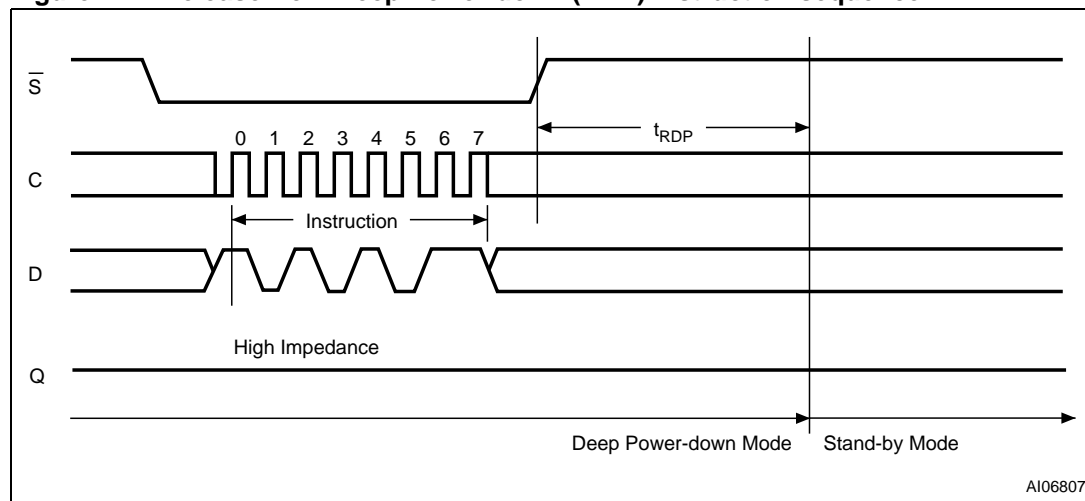 S
tRDP
0 1 2 3 4 5 6 7
C
Instruction
D
High Impedance
Q
Deep Power-down Mode Stand-by Mode
AI06807